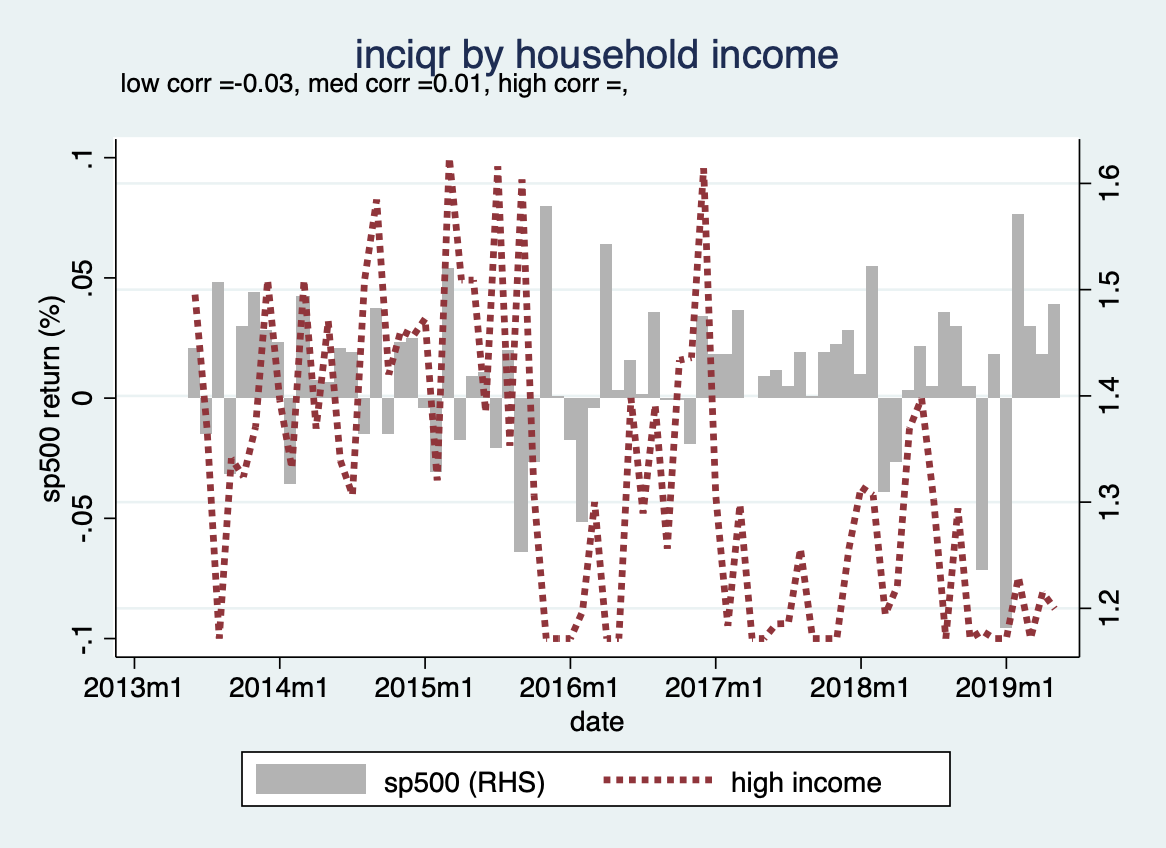 inciqr by household income
low corr =-0.03, med corr =0.01, high corr =,
.1
.05
0
-.05
-.1
sp500 return (%)
1.6
1.5
1.4
1.3
1.2
2013m1 2014m1 2015m1 2016m1 2017m1 2018m1 2019m1
date
sp500 (RHS) high income